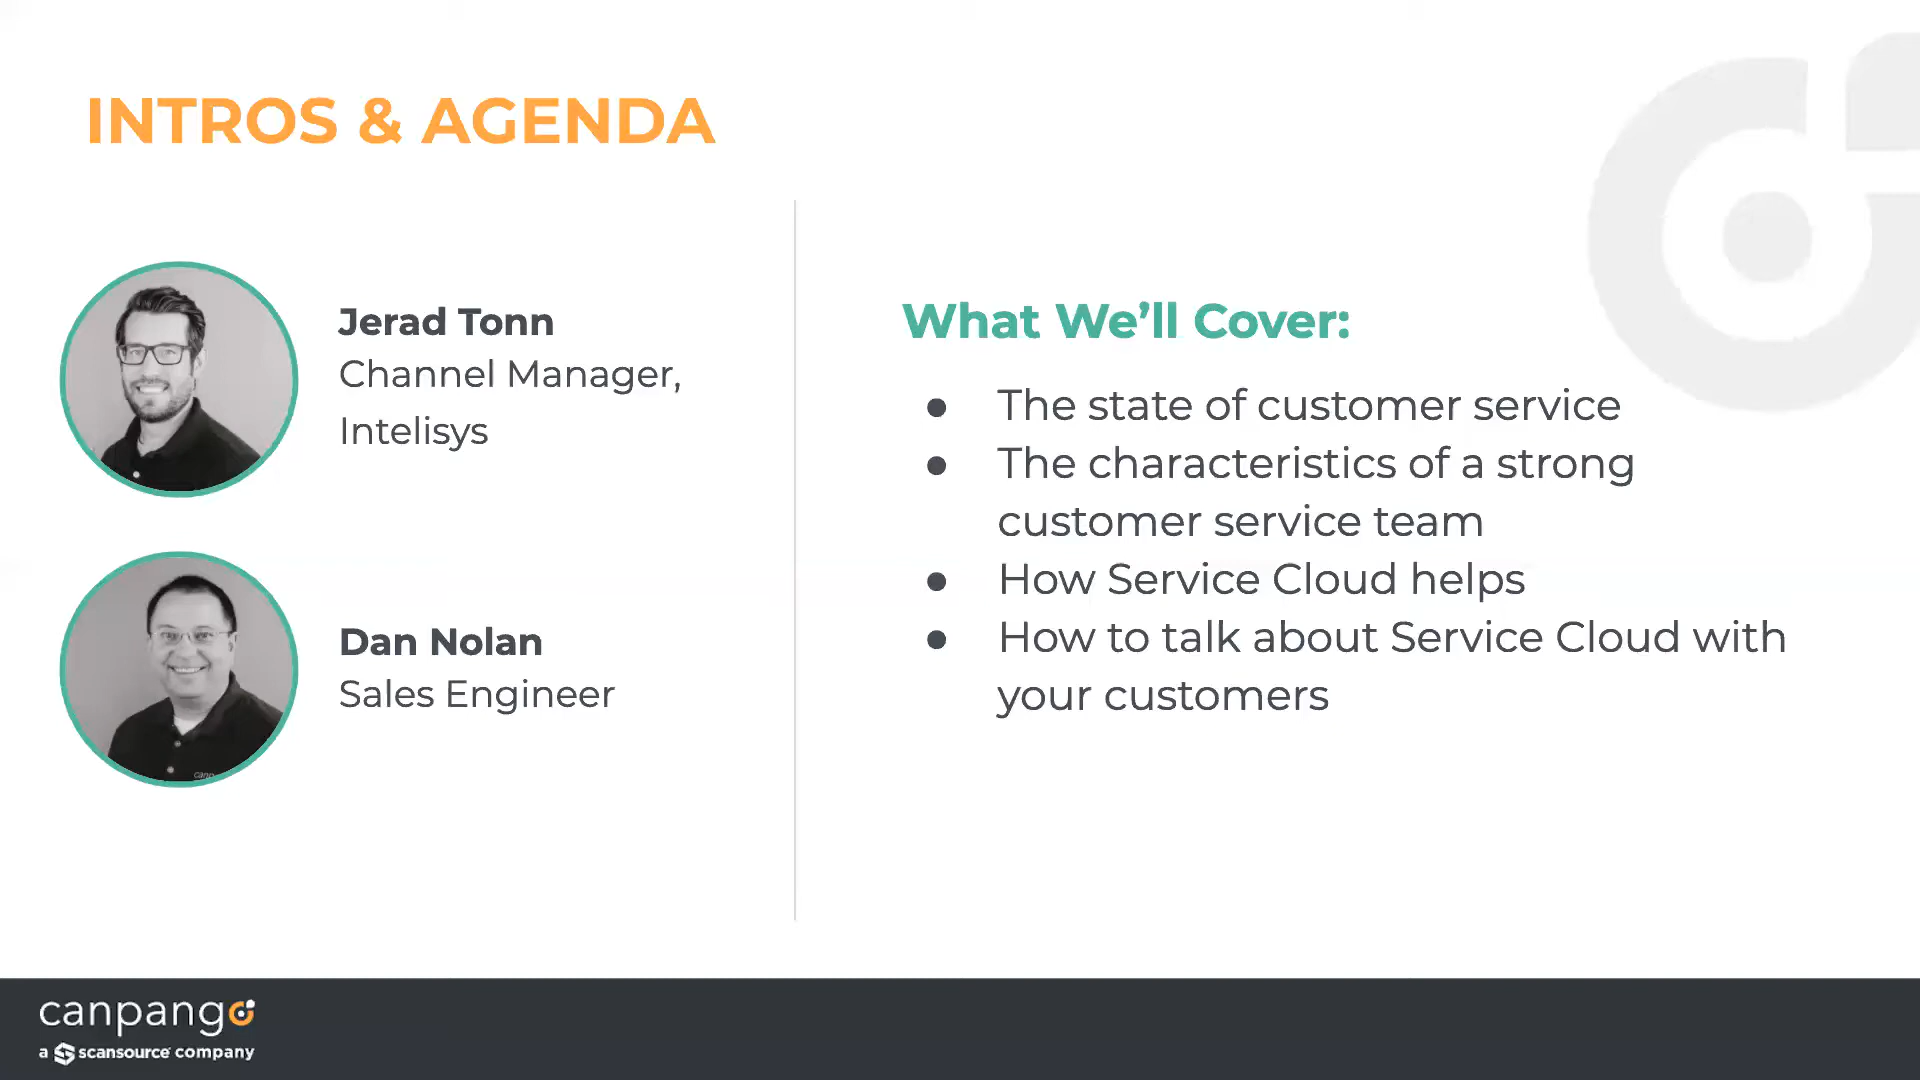 INTROS & AGENDA
Jerad Tonn
Channel Manager,
Intelisys
Dan Nolan
Sales Engineer
What We’ll Cover:
● The state of customer service
● The characteristics of a strong
customer service team
● How Service Cloud helps
● How to talk about Service Cloud with
your customers
canpango
a scansource company